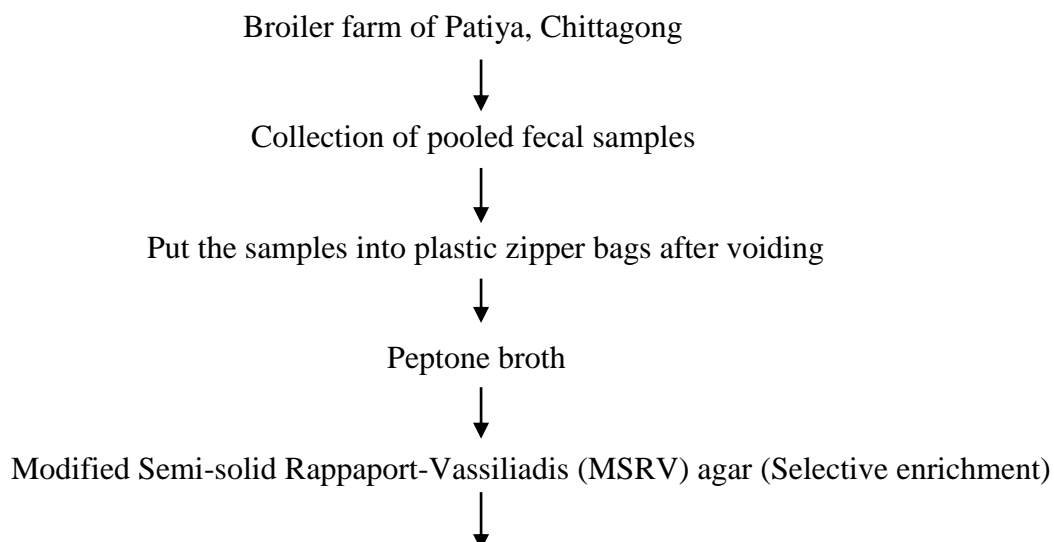 Broiler farm of Patiya, Chittagong
Collection of pooled fecal samples
Put the samples into plastic zipper bags after voiding
Peptone broth
Modified Semi-solid Rappaport-Vassiliadis (MSRV) agar (Selective enrichment)